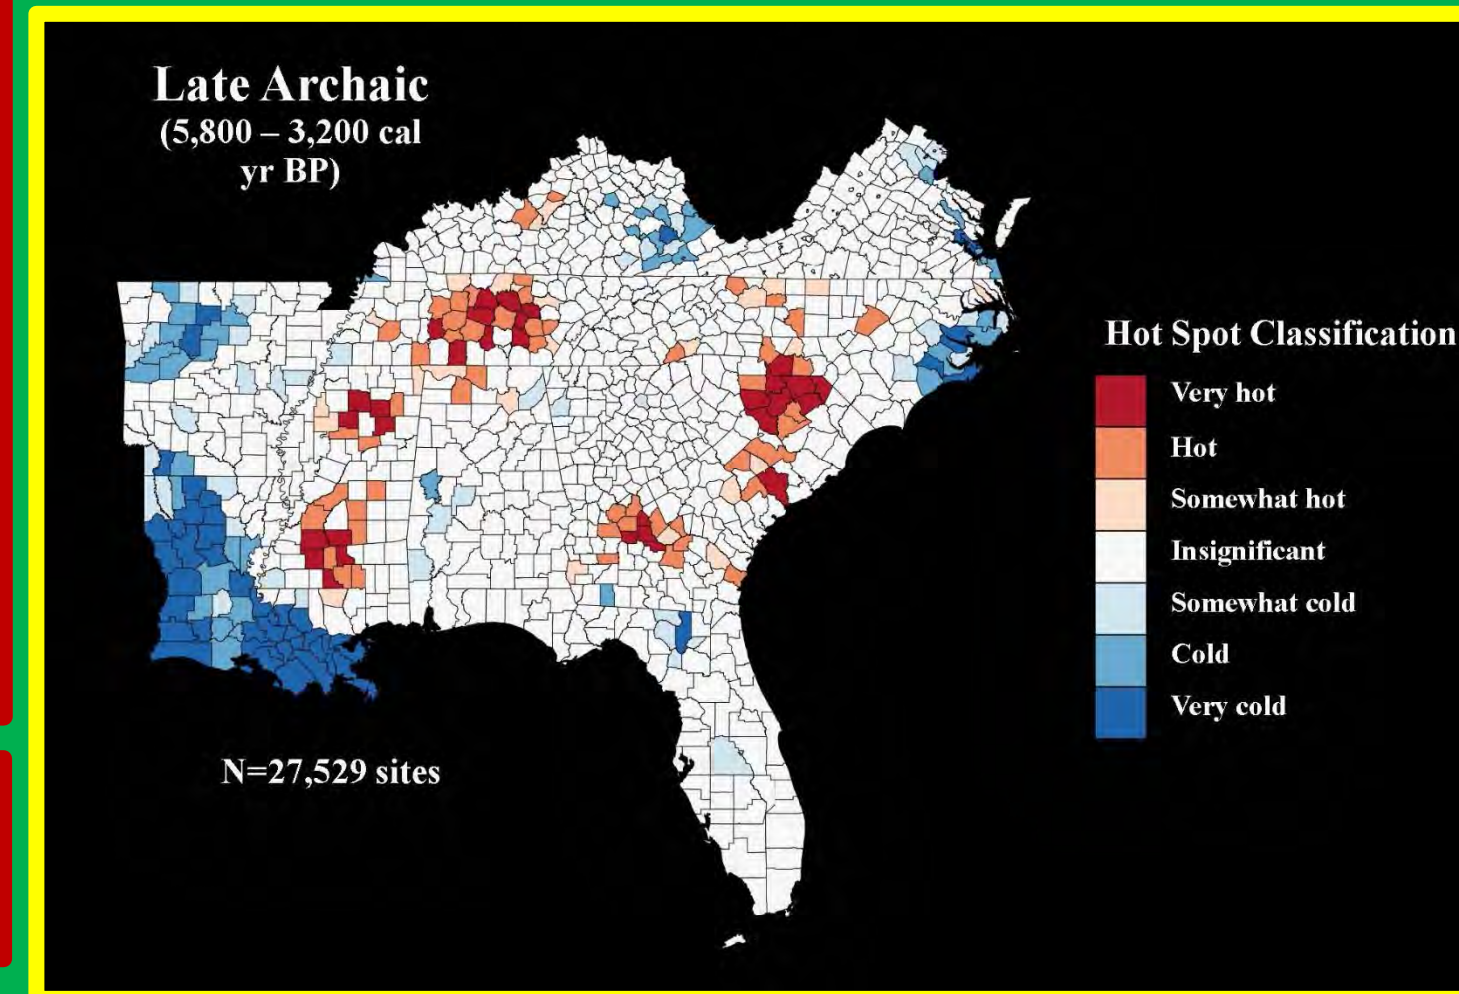 Late Archaic
(5,800 – 3,200 cal
yr BP)
Hot Spot Classification
Very hot
Hot
Somewhat hot
Insignificant
Somewhat cold
Cold
Very cold
N=27,529 sites